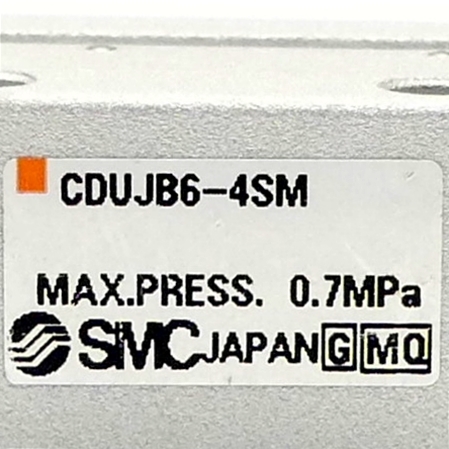 CDUJB6-4SM
MAX.PRESS. 0.7MPa
SMC JAPAN G MQ